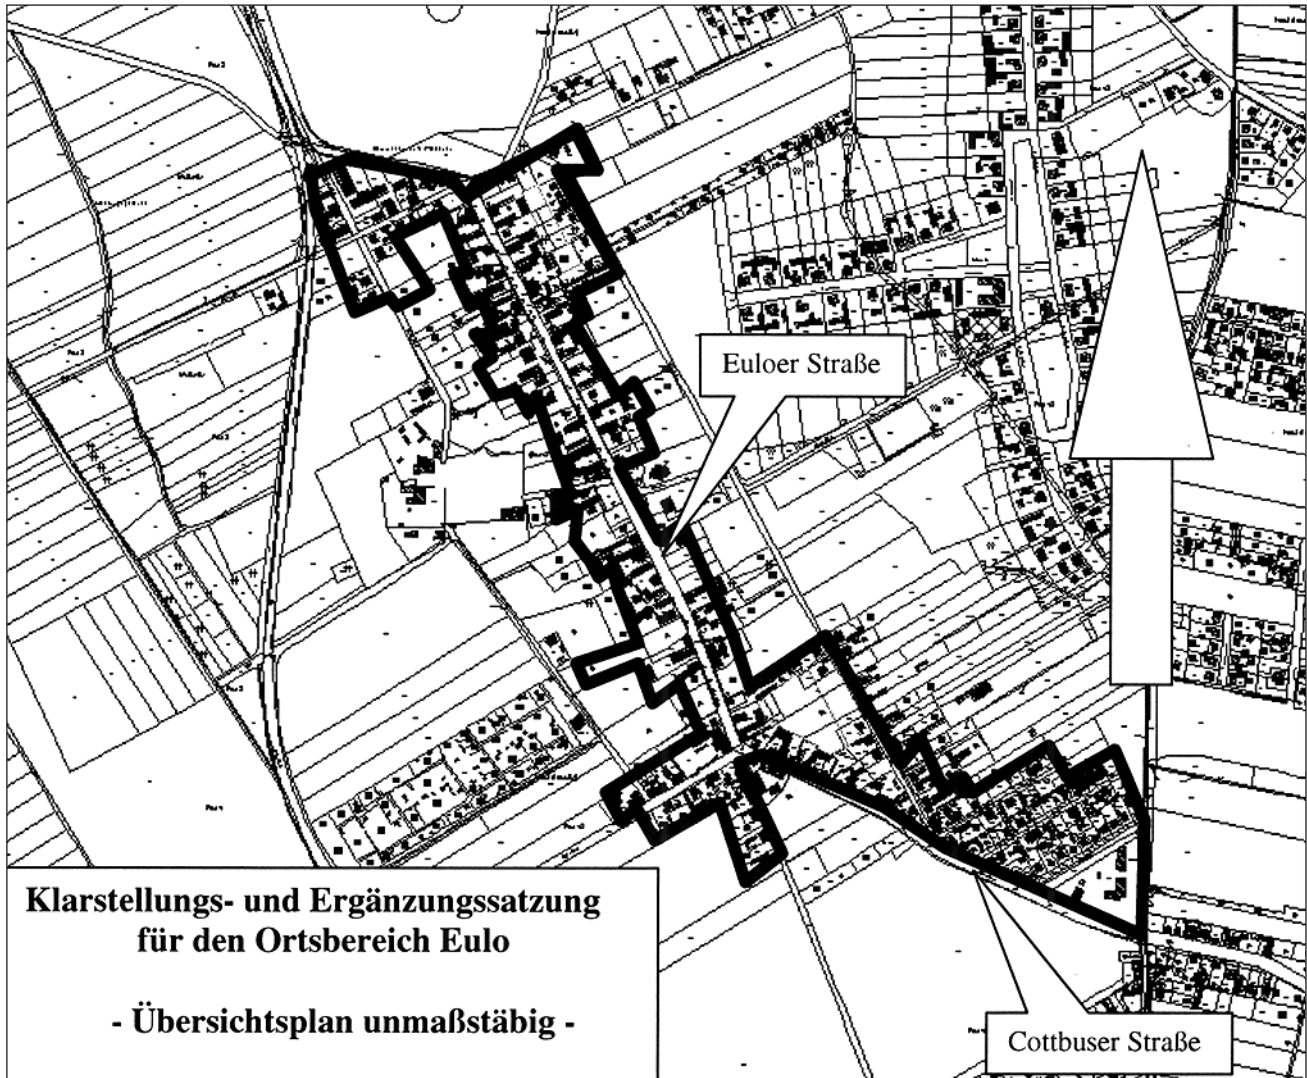 Euloer Straße
Klarstellungs- und Ergänzungssatzung
für den Ortsbereich Eulo
- Übersichtsplan unmaßstäbig -
Cottbuser Straße